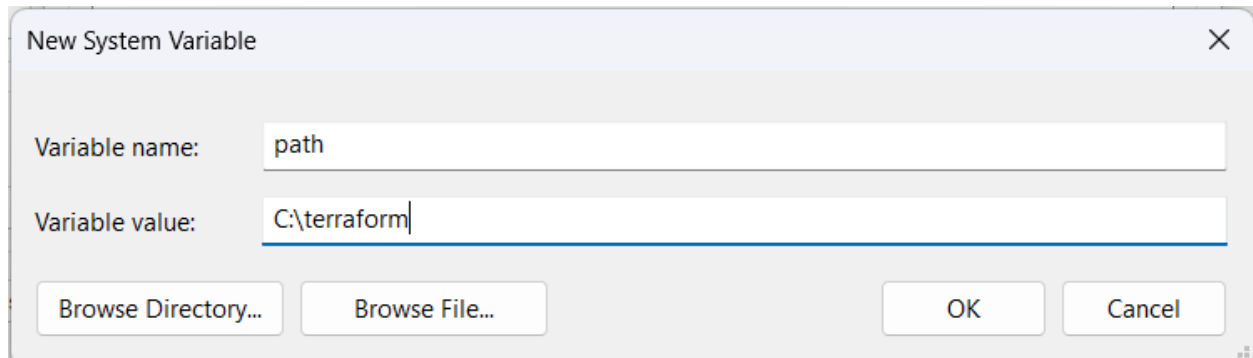 New System Variable
Variable name: path
Variable value: C:\terraform
Browse Directory... Browse File... OK Cancel